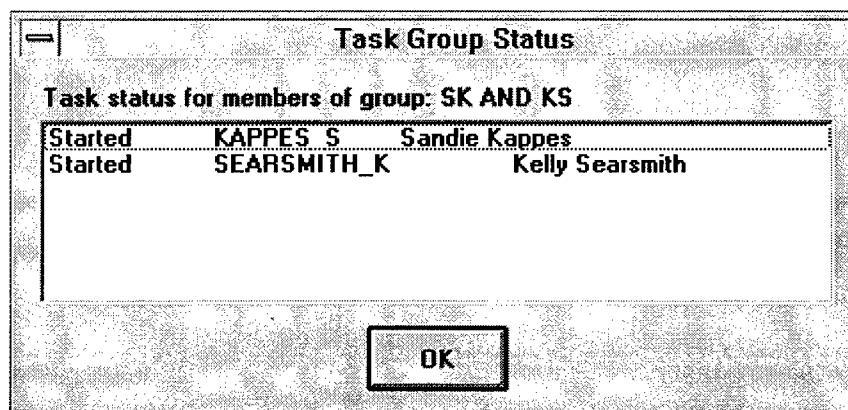 Task Group Status
Task status for members of group: SK AND KS
Started KAPPES_S Sandie Kappes
Started SEARSMITH_K Kelly Searsmith
OK